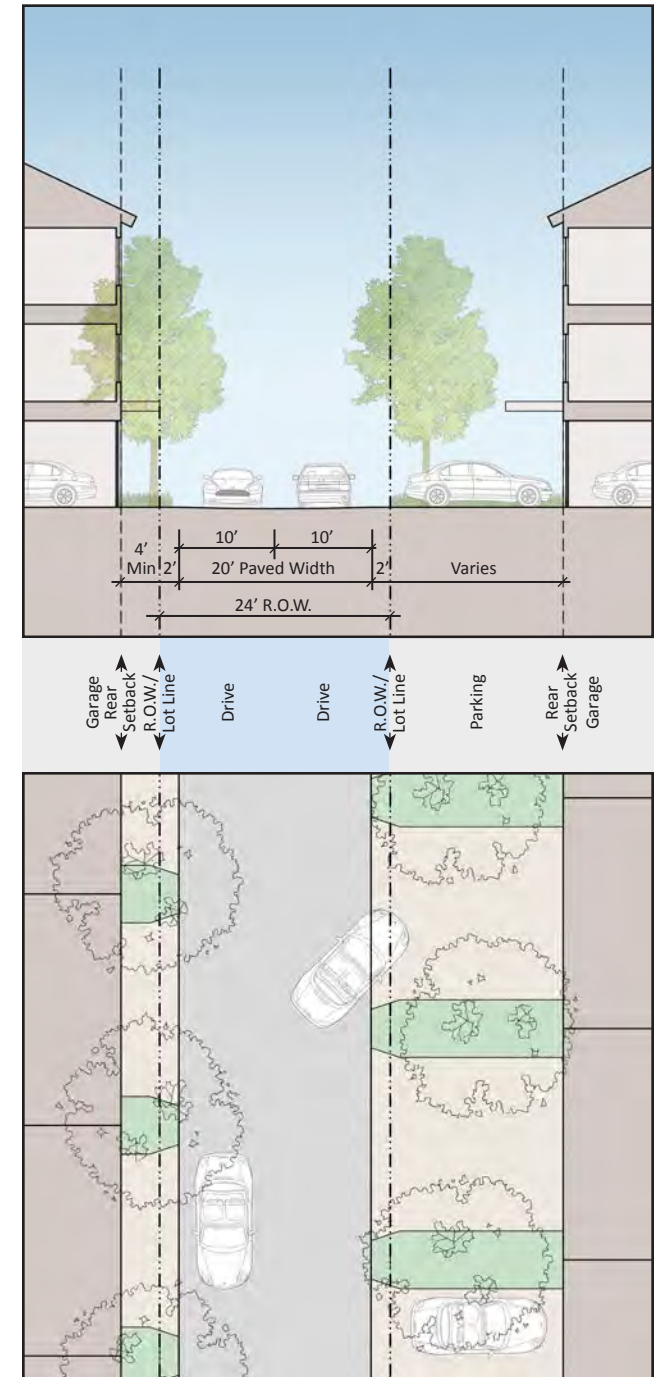 10’ 10’
4’
Min 2’ 20’ Paved Width 2’ Varies
24’ R.O.W.
Garage
Rear
Setback
R.O.W./
Lot Line
Drive
Drive
R.O.W./
Lot Line
Parking
Rear
Setback
Garage